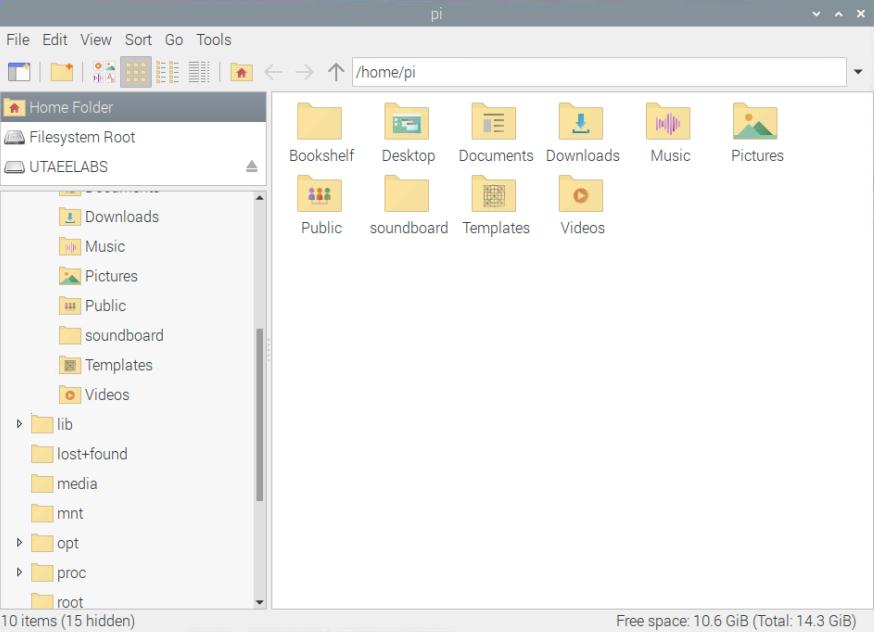 pi
File Edit View Sort Go Tools
/home/pi
Home Folder
Filesystem Root
UTAEELABS
Documents
Downloads
Music
Pictures
Public
soundboard
Templates
Videos
lib
lost+found
media
mnt
opt
proc
root
Bookshelf Desktop Documents Downloads Music Pictures
Public soundboard Templates Videos
10 items (15 hidden) Free space: 10.6 GiB (Total: 14.3 GiB)